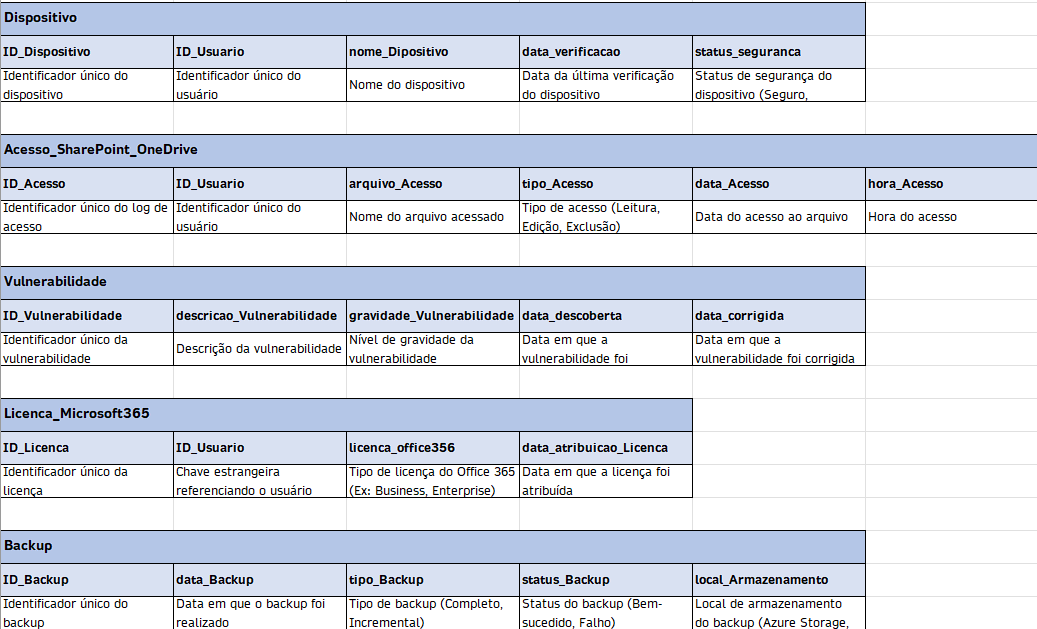 Dispositivo
ID_Dispositivo ID_Usuario nome_Dipositivo data_verificacao status_seguranca
Identificador único do dispositivo Identificador único do usuário Nome do dispositivo Data da última verificação do dispositivo Status de segurança do dispositivo (Seguro,
Acesso_SharePoint_OneDrive
ID_Acesso ID_Usuario arquivo_Acesso tipo_Acesso data_Acesso hora_Acesso
Identificador único do log de acesso Identificador único do usuário Nome do arquivo acessado Tipo de acesso (Leitura, Edição, Exclusão) Data do acesso ao arquivo Hora do acesso
Vulnerabilidade
ID_Vulnerabilidade descricao_Vulnerabilidade gravidade_Vulnerabilidade data_descoberta data_corrigida
Identificador único da vulnerabilidade Descrição da vulnerabilidade Nível de gravidade da vulnerabilidade Data em que a vulnerabilidade foi Data em que a vulnerabilidade foi corrigida
Licenca_Microsoft365
ID_Licenca ID_Usuario licenca_office356 data_atribuicao_Licenca
Identificador único da licença Chave estrangeira referenciando o usuário Tipo de licença do Office 365 (Ex: Business, Enterprise) Data em que a licença foi atribuída
Backup
ID_Backup data_Backup tipo_Backup status_Backup local_Armazenamento
Identificador único do backup Data em que o backup foi realizado Tipo de backup (Completo, Incremental) Status do backup (Bem-sucedido, Falho) Local de armazenamento do backup (Azure Storage,